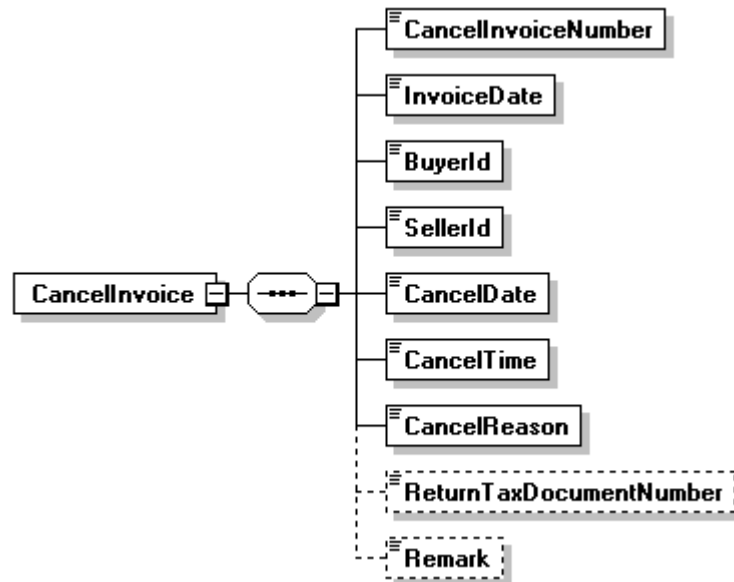 CancelInvoiceNumber
InvoiceDate
BuyerId
SellerId
CancelInvoice
CancelDate
CancelTime
CancelReason
ReturnTaxDocumentNumber
Remark